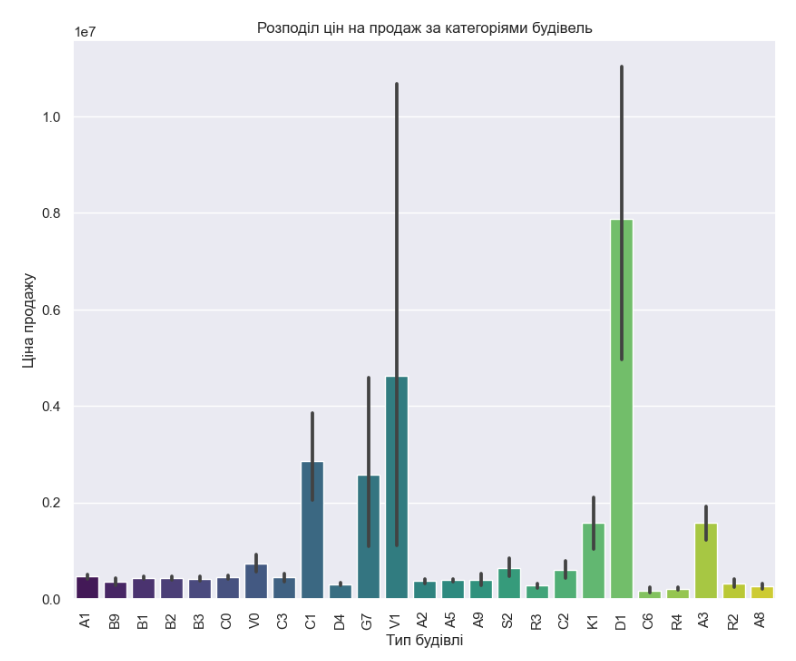 Розподіл цін на продаж за категоріями будівель
1e7
1.0
0.8
0.6
0.4
0.2
0.0
Ціна продажу
A1 B9 B1 B2 B3 C0 V0 C3 C1 D4 G7 V1 A2 A5 A9 S2 R3 C2 K1 D1 C6 R4 A3 R2 A8
Тип будівлі